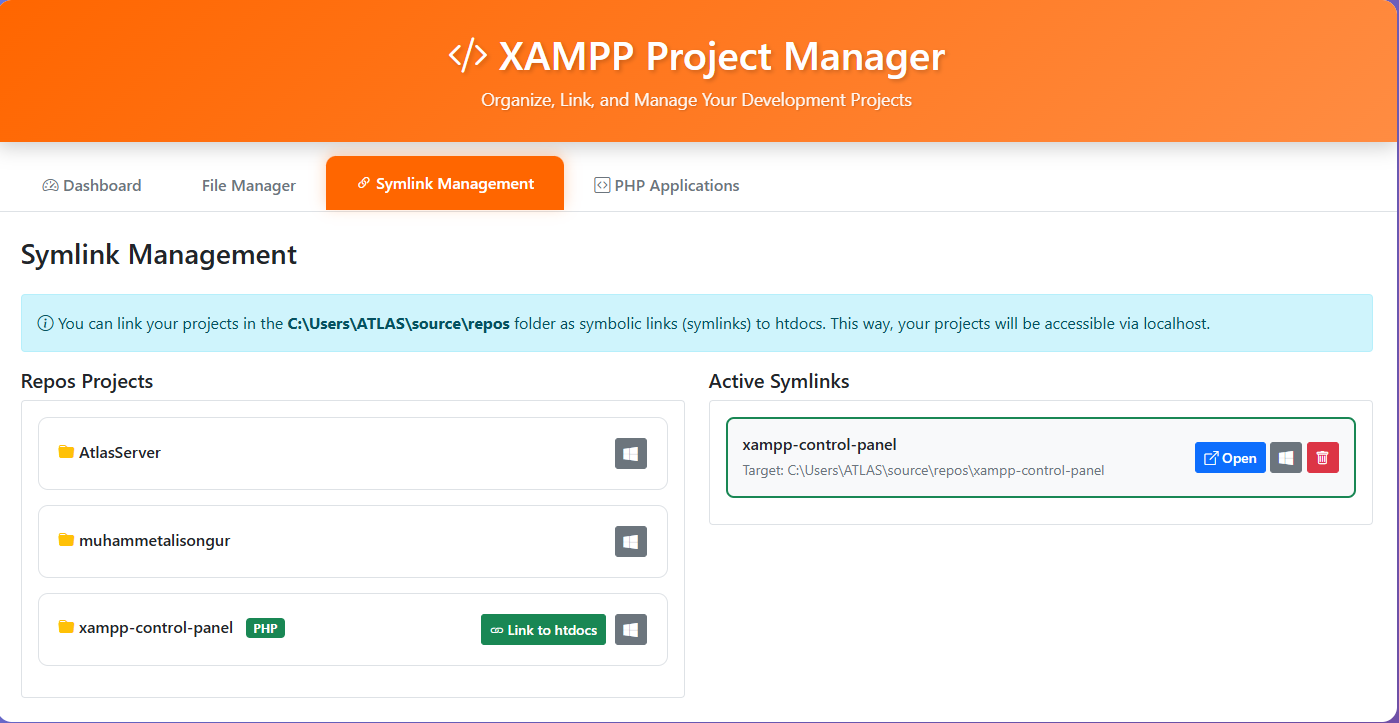 </> XAMPP Project Manager
Organize, Link, and Manage Your Development Projects
Dashboard File Manager Symlink Management PHP Applications
Symlink Management
You can link your projects in the C:\Users\ATLAS\source\repos folder as symbolic links (symlinks) to htdocs. This way, your projects will be accessible via localhost.
Repos Projects
AtlasServer
muhammetalisongur
xampp-control-panel PHP Link to htdocs
Active Symlinks
xampp-control-panel
Target: C:\Users\ATLAS\source\repos\xampp-control-panel
Open